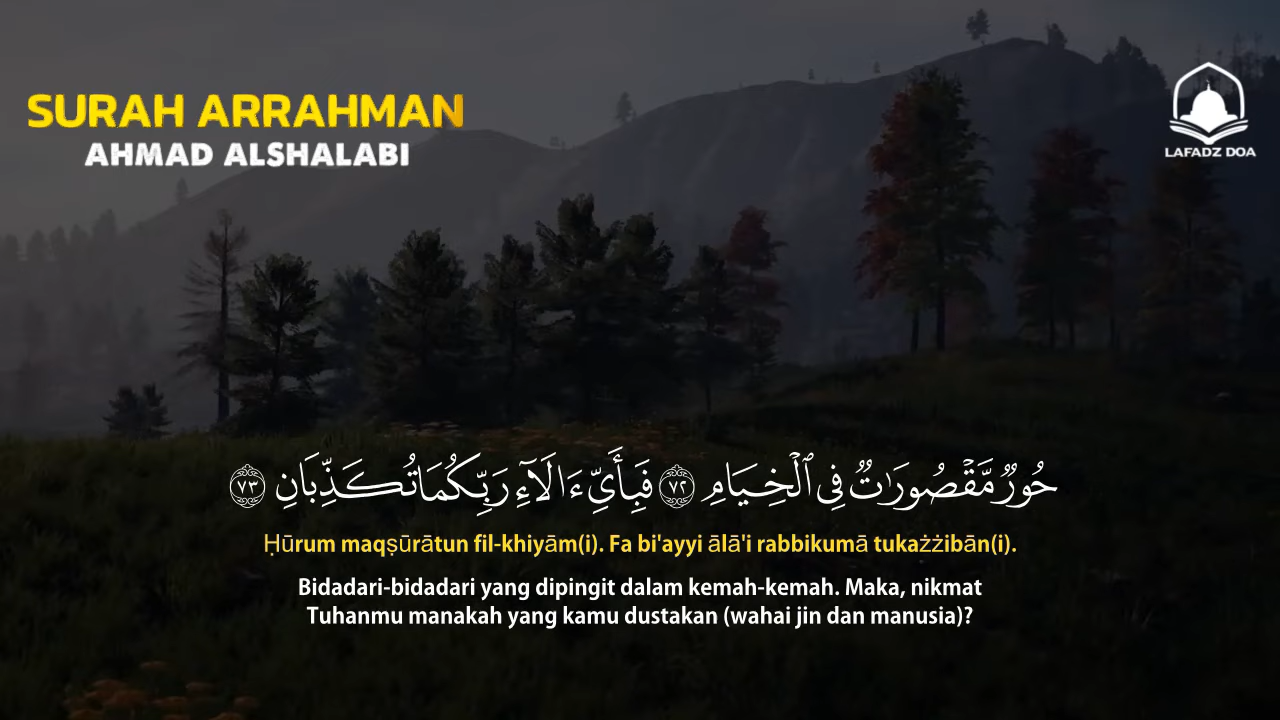 SURAH ARRAHMAN
AHMAD ALSHALABI
LAFADZ DOA
حُورٌ مَّقْصُورَٰتٌ فِى ٱلْخِيَامِ ٧٢ فَبِأَىِّ ءَالَآءِ رَبِّكُمَا تُكَذِّبَانِ ٧٣
Ḥūrum maqṣūrātun fil-khiyām(i). Fa bi'ayyi ālā'i rabbikumā tukażżibān(i).
Bidadari-bidadari yang dipingit dalam kemah-kemah. Maka, nikmat
Tuhanmu manakah yang kamu dustakan (wahai jin dan manusia)?